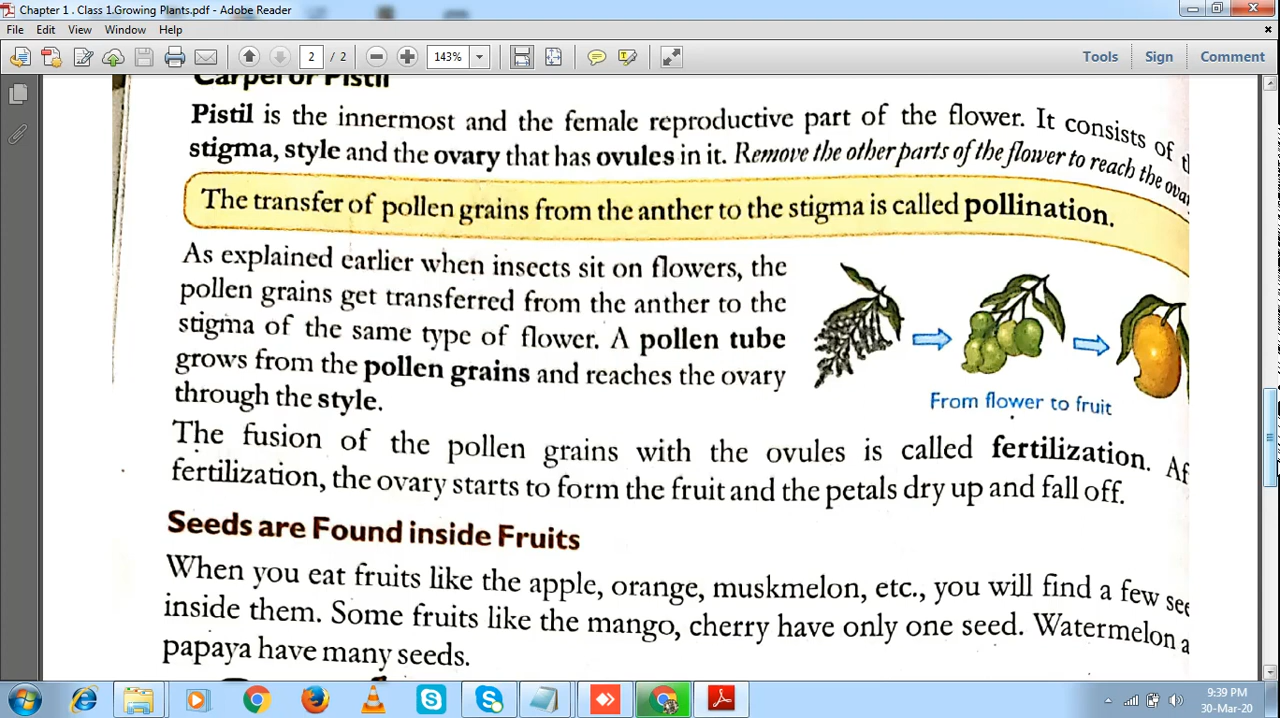 Chapter 1 . Class 1.Growing Plants.pdf - Adobe Reader
File Edit View Window Help
2 / 2 143% Tools Sign Comment
Carpel or Pistil
Pistil is the innermost and the female reproductive part of the flower. It consists of
stigma, style and the ovary that has ovules in it. Remove the other parts of the flower to reach the
The transfer of pollen grains from the anther to the stigma is called pollination.
As explained earlier when insects sit on flowers, the
pollen grains get transferred from the anther to the
stigma of the same type of flower. A pollen tube
grows from the pollen grains and reaches the ovary
through the style.
From flower to fruit
The fusion of the pollen grains with the ovules is called fertilization.
fertilization, the ovary starts to form the fruit and the petals dry up and fall off.
Seeds are Found inside Fruits
When you eat fruits like the apple, orange, muskmelon, etc., you will find a few
inside them. Some fruits like the mango, cherry have only one seed. Watermelon
papaya have many seeds.
9:39 PM
30-Mar-20